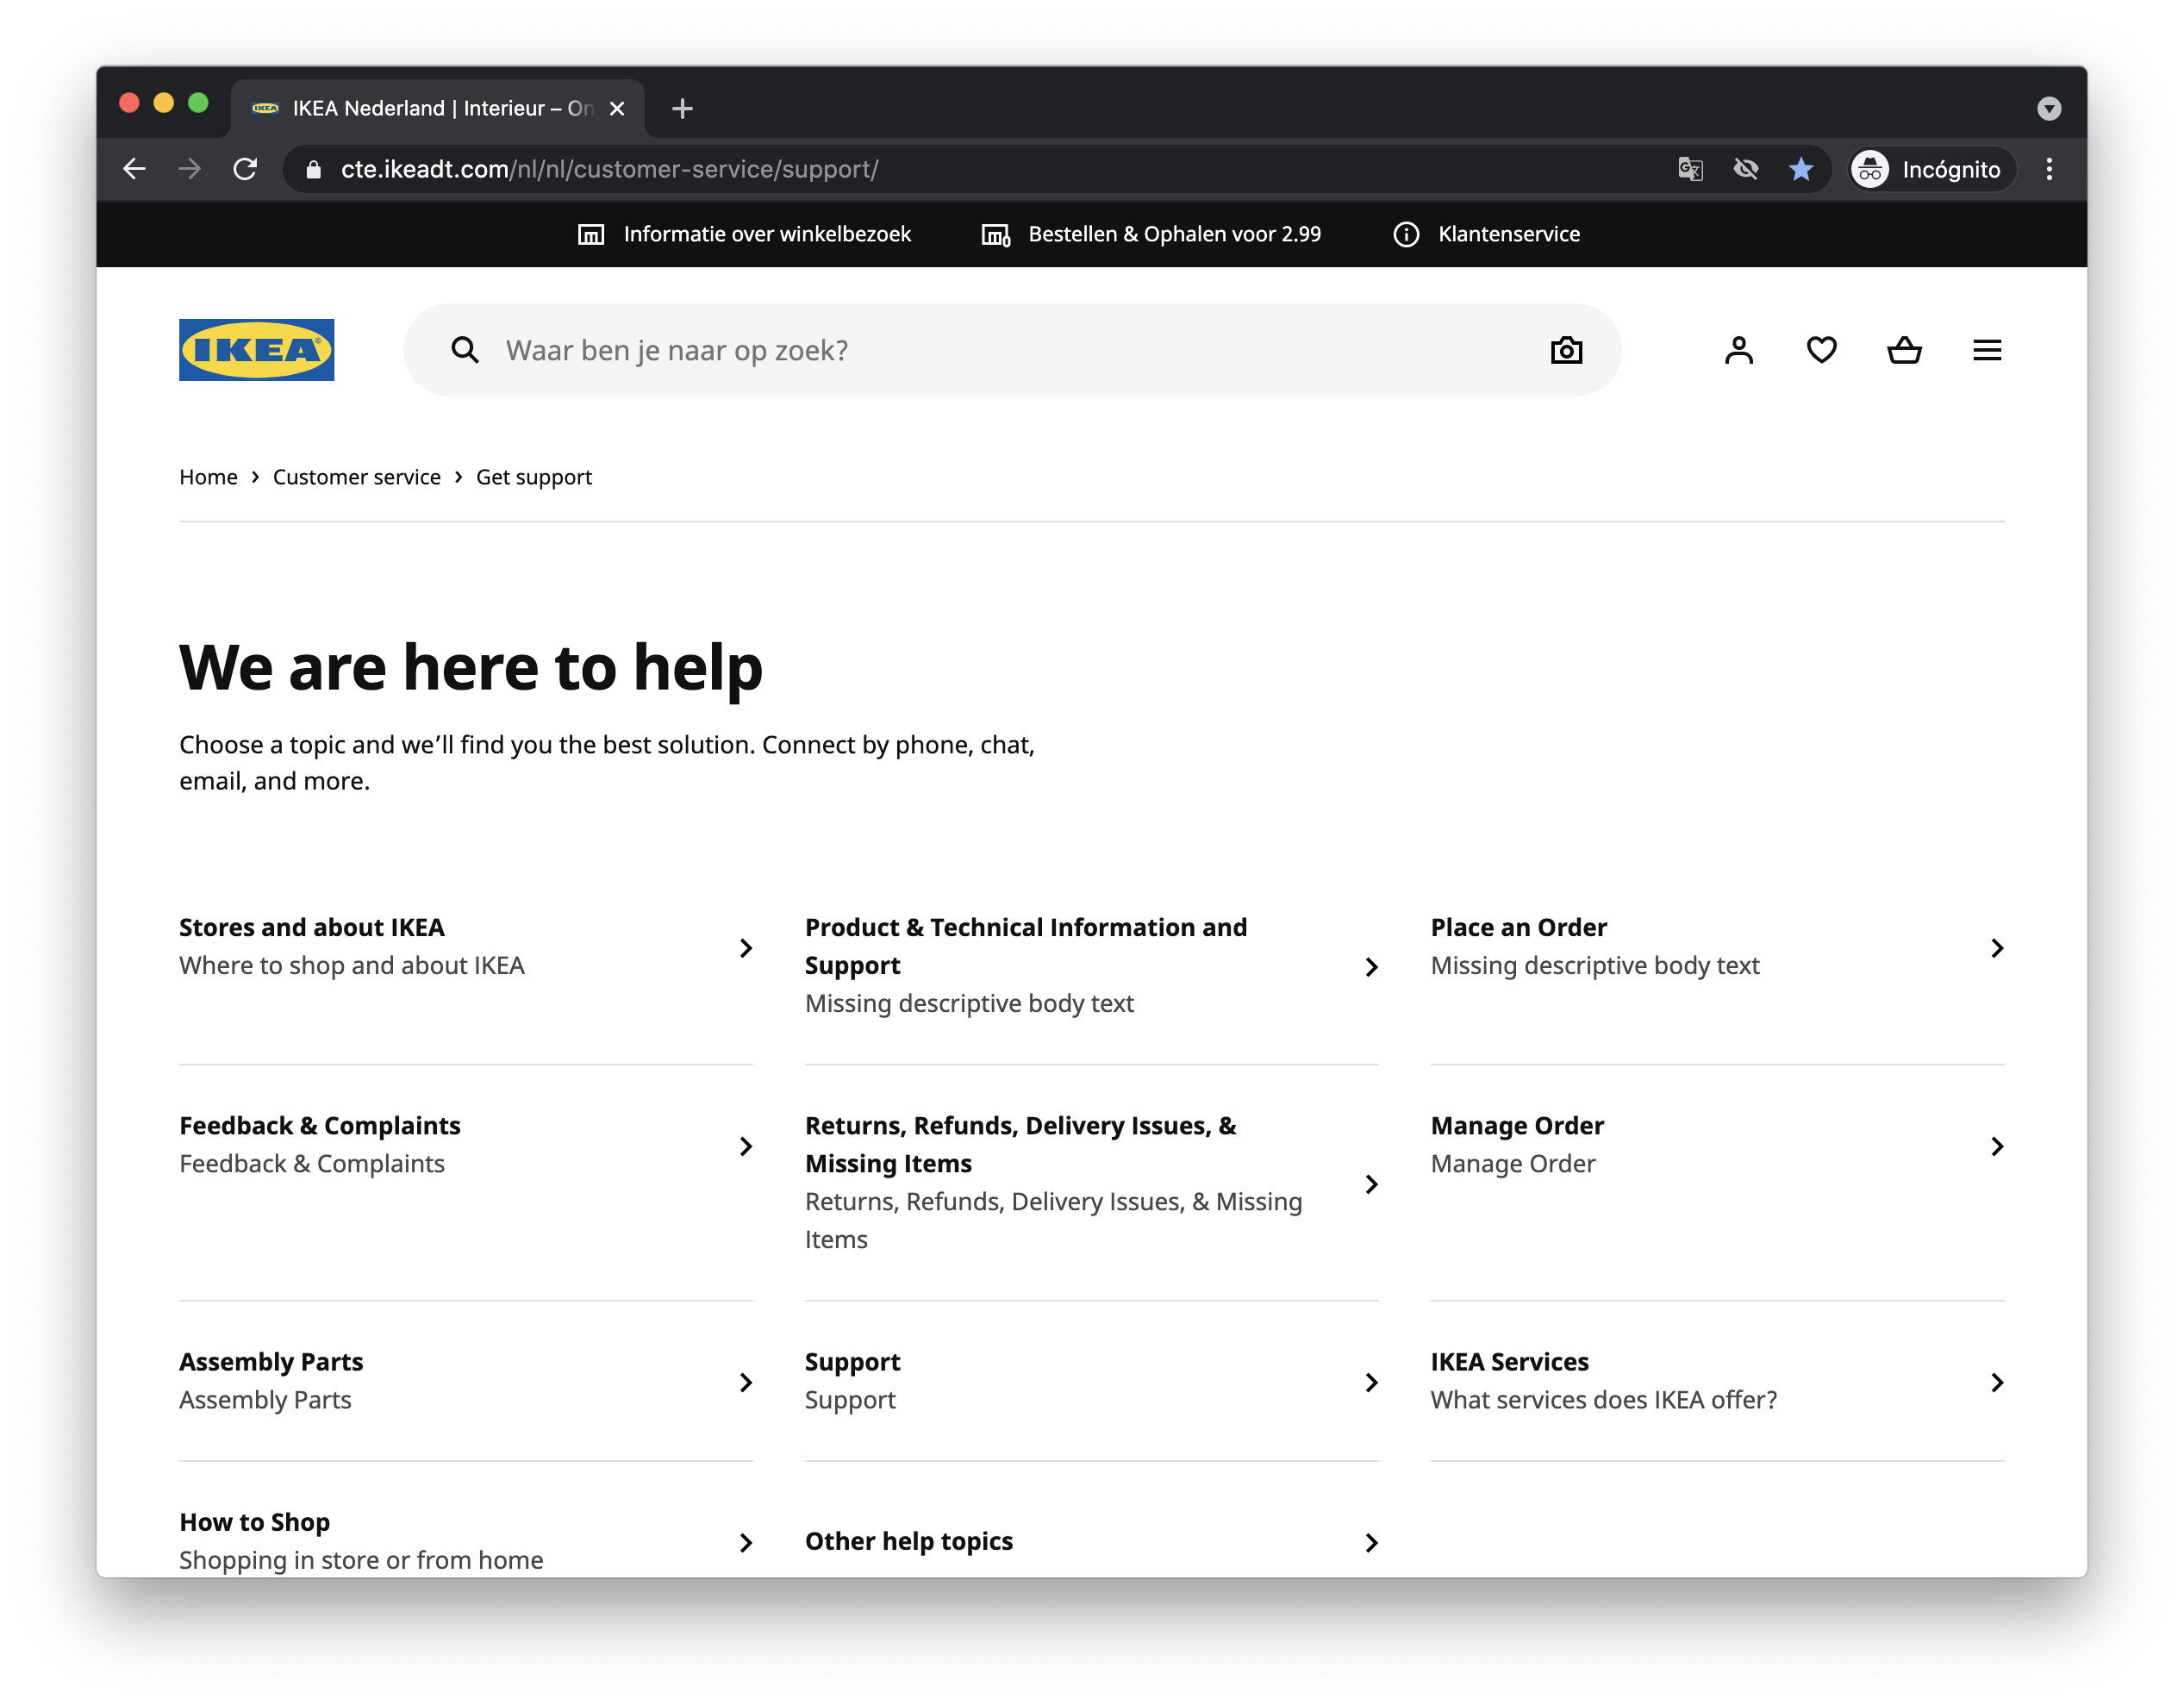 IKEA Nederland | Interieur – On
cte.ikeadt.com/nl/nl/customer-service/support/
Incógnito
Informatie over winkelbezoek
Bestellen & Ophalen voor 2.99
Klantenservice
IKEA
Waar ben je naar op zoek?
Home › Customer service › Get support
We are here to help
Choose a topic and we’ll find you the best solution. Connect by phone, chat,
email, and more.
Stores and about IKEA
Where to shop and about IKEA
Product & Technical Information and
Support
Missing descriptive body text
Place an Order
Missing descriptive body text
Feedback & Complaints
Feedback & Complaints
Returns, Refunds, Delivery Issues, &
Missing Items
Returns, Refunds, Delivery Issues, & Missing
Items
Manage Order
Manage Order
Assembly Parts
Assembly Parts
Support
Support
IKEA Services
What services does IKEA offer?
How to Shop
Shopping in store or from home
Other help topics